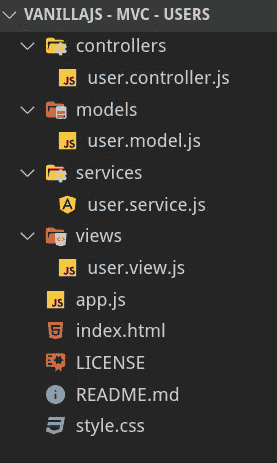 VANILLAJS - MVC - USERS
controllers
JS user.controller.js
models
JS user.model.js
services
user.service.js
views
JS user.view.js
JS app.js
index.html
LICENSE
README.md
style.css